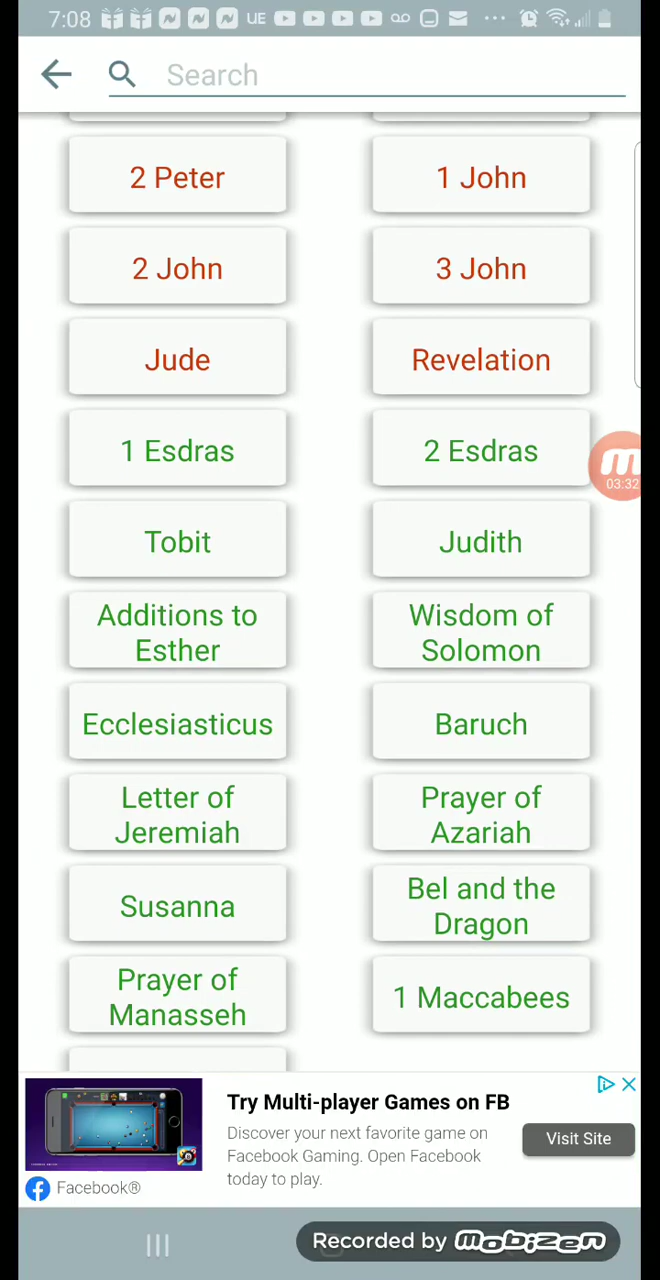 7:08
UE
Search
2 Peter
1 John
2 John
3 John
Jude
Revelation
1 Esdras
2 Esdras
03:32
Tobit
Judith
Additions to
Esther
Wisdom of
Solomon
Ecclesiasticus
Baruch
Letter of
Jeremiah
Prayer of
Azariah
Susanna
Bel and the
Dragon
Prayer of
Manasseh
1 Maccabees
Try Multi-player Games on FB
Discover your next favorite game on
Facebook Gaming. Open Facebook
today to play.
Visit Site
Facebook®
Recorded by mobizen